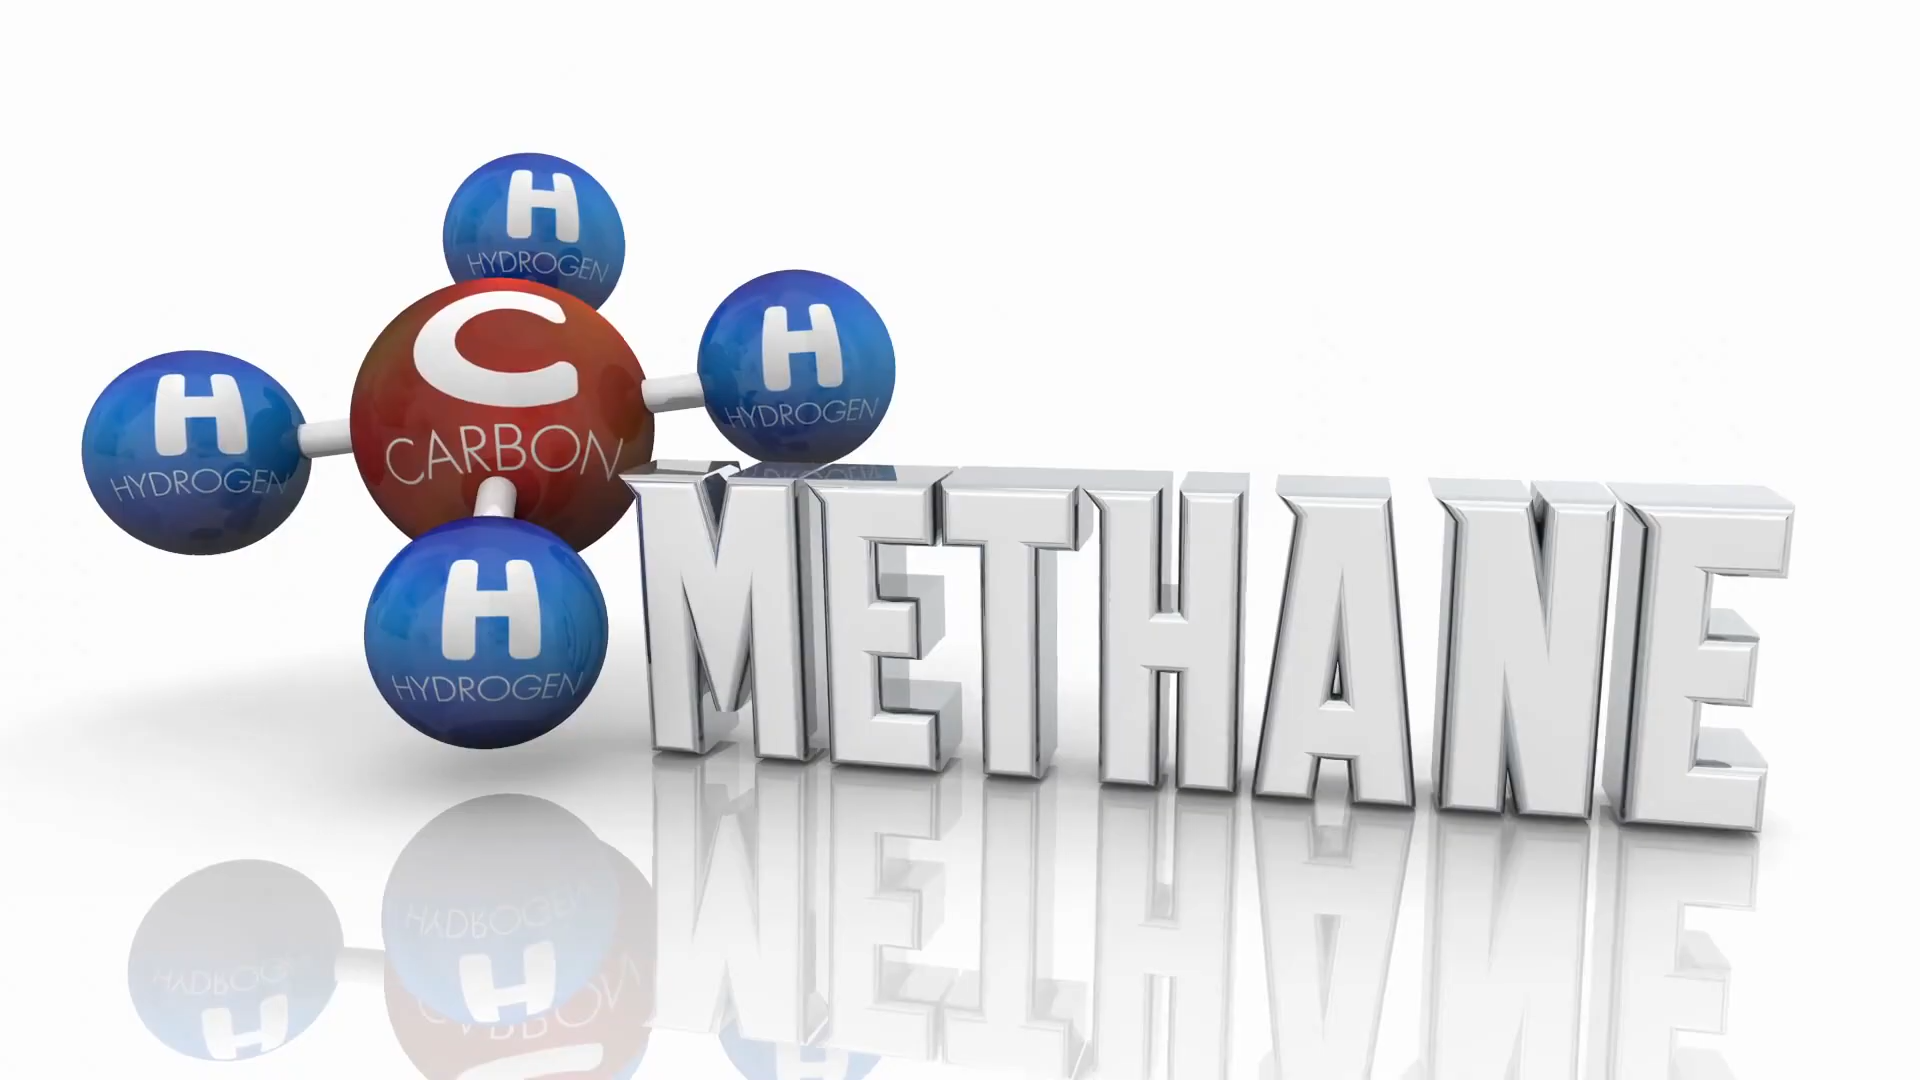 H
HYDROGEN
C
CARBON
H
HYDROGEN
H
HYDROGEN
H
HYDROGEN
METHANE